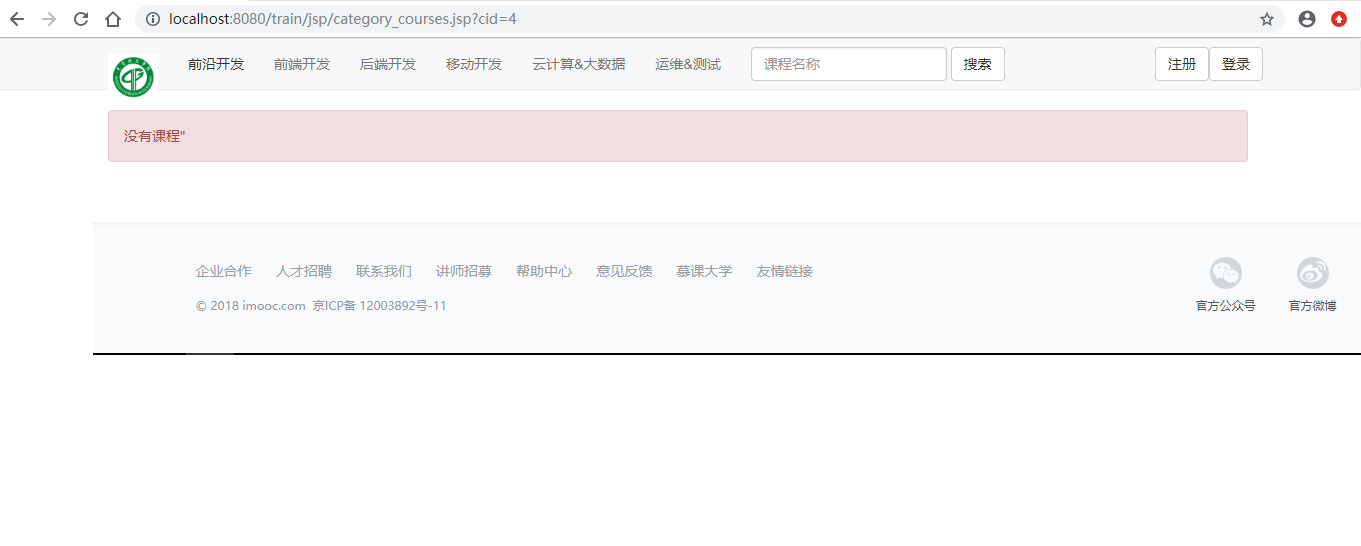 localhost:8080/train/jsp/category_courses.jsp?cid=4
前沿开发 前端开发 后端开发 移动开发 云计算&大数据 运维&测试 课程名称 搜索 注册 登录
没有课程"
企业合作 人才招聘 联系我们 讲师招募 帮助中心 意见反馈 慕课大学 友情链接
© 2018 imooc.com 京ICP备 12003892号-11
官方公众号 官方微博